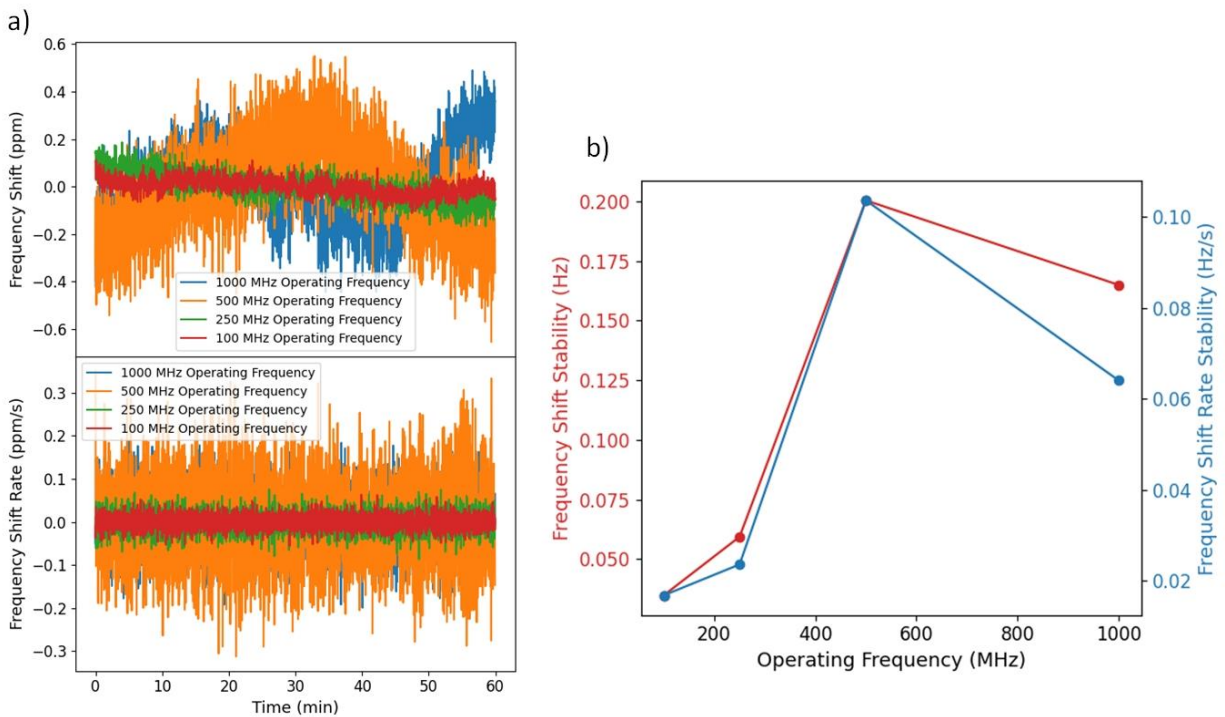 a)
Frequency Shift (ppm)
0.6
0.4
0.2
0.0
−0.2
−0.4
−0.6
1000 MHz Operating Frequency
500 MHz Operating Frequency
250 MHz Operating Frequency
100 MHz Operating Frequency
Frequency Shift Rate (ppm/s)
0.3
0.2
0.1
0.0
−0.1
−0.2
−0.3
1000 MHz Operating Frequency
500 MHz Operating Frequency
250 MHz Operating Frequency
100 MHz Operating Frequency
0 10 20 30 40 50 60
Time (min)
b)
Frequency Shift Stability (Hz)
0.200
0.175
0.150
0.125
0.100
0.075
0.050
0.10
0.08
0.06
0.04
0.02
Frequency Shift Rate Stability (Hz/s)
200 400 600 800 1000
Operating Frequency (MHz)